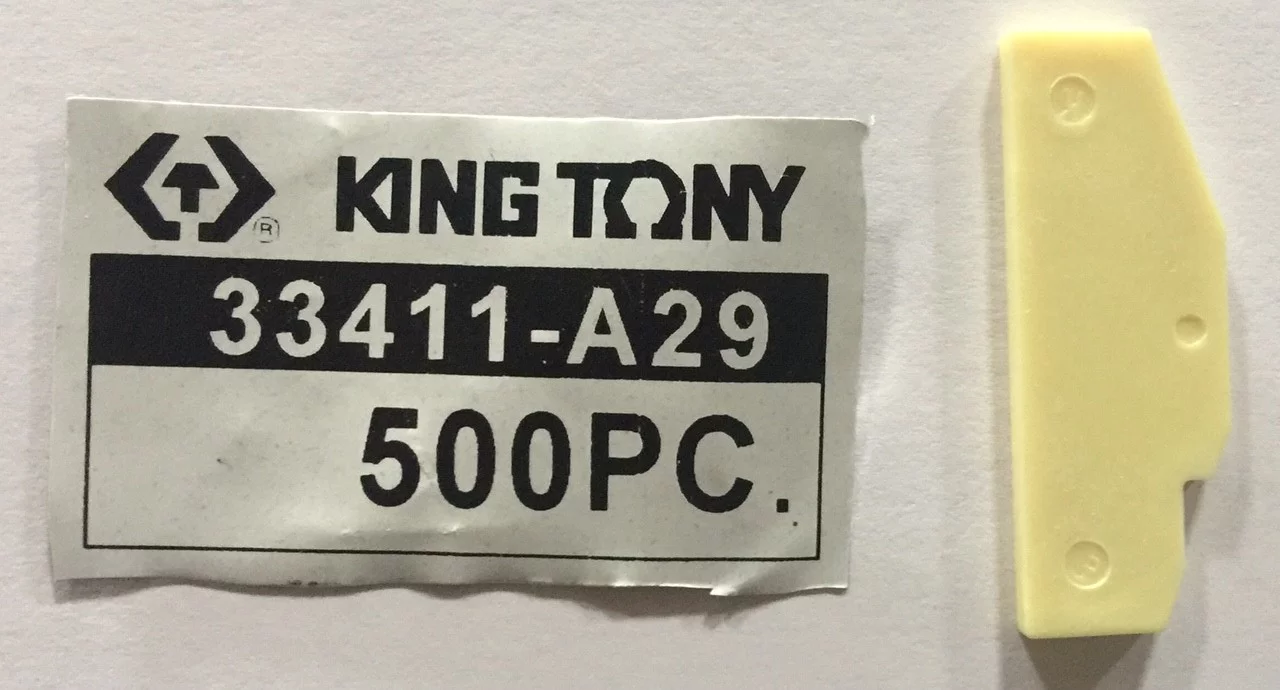 ® KING TONY
33411-A29
500PC.